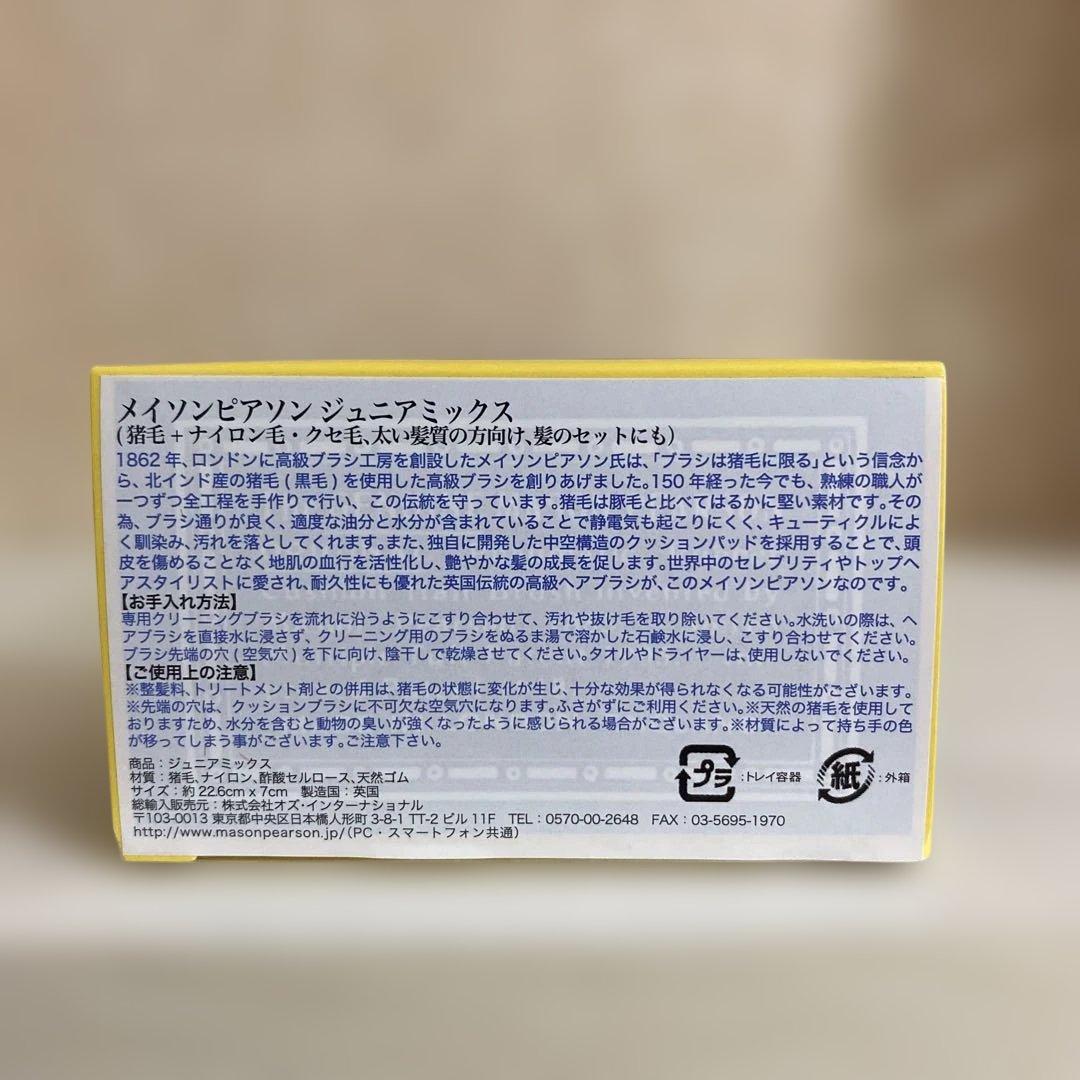 メイソンピアソン ジュニアミックス
(猪毛+ナイロン毛・クセ毛、太い髪質の方向け、髪のセットにも)
1862年、ロンドンに高級ブラシ工房を創設したメイソンピアソン氏は、「ブラシは猪毛に限る」という信念か
ら、北インド産の猪毛(黒毛)を使用した高級ブラシを創りあげました。150年経った今でも、熟練の職人が
一つずつ全工程を手作りで行い、この伝統を守っています。猪毛は豚毛と比べてはるかに堅い素材です。その
為、ブラシ通りが良く、適度な油分と水分が含まれていることで静電気も起こりにくく、キューティクルによ
く馴染み、汚れを落としてくれます。また、独自に開発した中空構造のクッションパッドを採用することで、頭
皮を傷めることなく地肌の血行を活性化し、艶やかな髪の成長を促します。世界中のセレブリティやトップヘ
アスタイリストに愛され、耐久性にも優れた英国伝統の高級ヘアブラシが、このメイソンピアソンなのです。
【お手入れ方法】
専用クリーニングブラシを流れに沿うようにこすり合わせて、汚れや抜け毛を取り除いてください。水洗いの際は、ヘ
アブラシを直接水に浸さず、クリーニング用のブラシをぬるま湯で溶かした石鹸水に浸し、こすり合わせてください。
ブラシ先端の穴(空気穴)を下に向け、陰干しで乾燥させてください。タオルやドライヤーは、使用しないでください。
【ご使用上の注意】
※整髪料、トリートメント剤との併用は、猪毛の状態に変化が生じ、十分な効果が得られなくなる可能性がございます。
※先端の穴は、クッションブラシに不可欠な空気穴になります。ふさがずにご利用ください。※天然の猪毛を使用して
おりますため、水分を含むと動物の臭いが強くなったように感じられる場合がございます。※材質によって持ち手の色
が移ってしまう事がございます。ご注意下さい。
商品：ジュニアミックス
材質：猪毛、ナイロン、酢酸セルロース、天然ゴム
サイズ：約22.6cm x 7cm 製造国：英国
総輸入販売元：株式会社オズ・インターナショナル
〒103-0013 東京都中央区日本橋人形町3-8-1 TT-2ビル11F TEL：0570-00-2648 FAX：03-5695-1970
http://www.masonpearson.jp/(PC・スマートフォン共通)
プラ：トレイ容器
紙：外箱